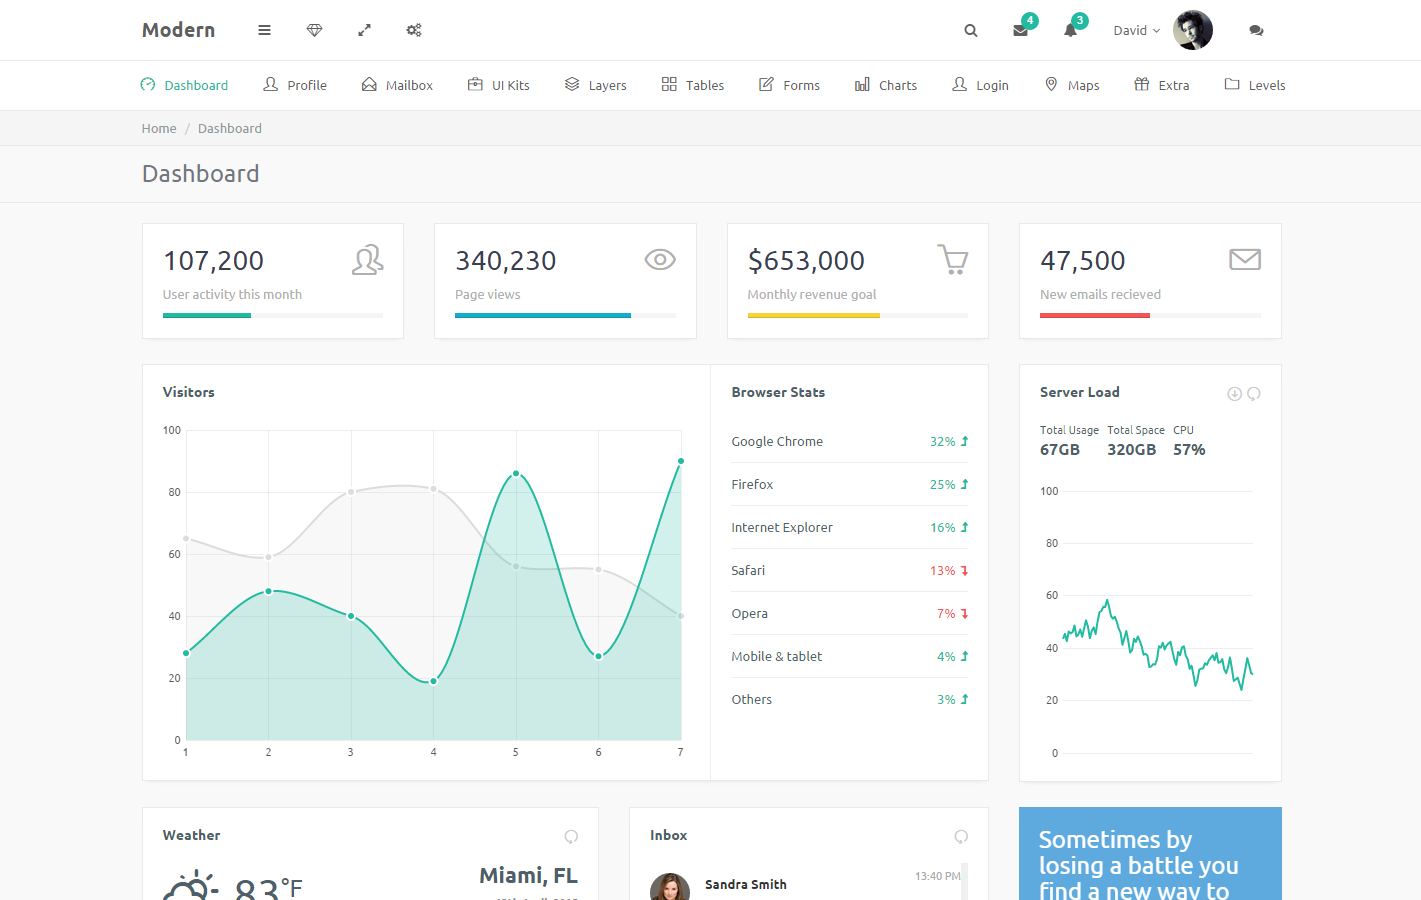 Modern
4
3
David
Dashboard Profile Mailbox UI Kits Layers Tables Forms Charts Login Maps Extra Levels
Home / Dashboard
Dashboard
107,200
User activity this month
340,230
Page views
$653,000
Monthly revenue goal
47,500
New emails recieved
Visitors
100
80
60
40
20
0
1 2 3 4 5 6 7
Browser Stats
Google Chrome 32%
Firefox 25%
Internet Explorer 16%
Safari 13%
Opera 7%
Mobile & tablet 4%
Others 3%
Server Load
Total Usage Total Space CPU
67GB 320GB 57%
100
80
60
40
20
0
Weather
83°F
Miami, FL
Inbox
Sandra Smith
13:40 PM
Sometimes by
losing a battle you
find a new way to